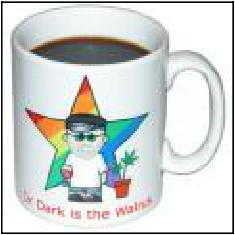 Dark is the Walrus